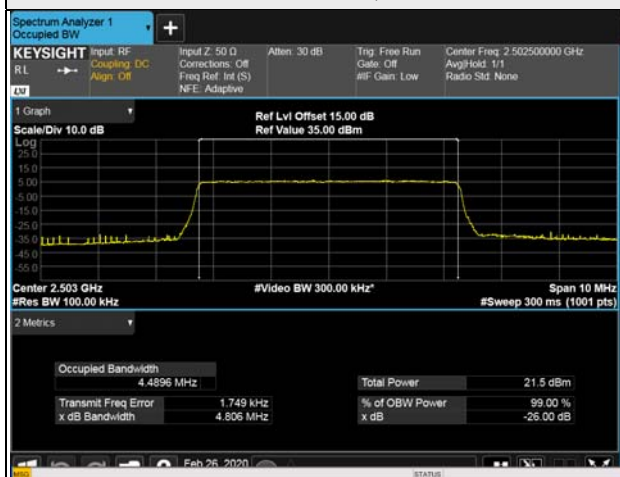 Spectrum Analyzer 1
Occupied BW
KEYSIGHT Input: RF Input Z: 50 Ω Atten: 30 dB Trig: Free Run Center Freq: 2.502500000 GHz
RL Coupling: DC Corrections: Off Gate: Off Avg|Hold: 1/1
Align: Off Freq Ref: Int (S) #IF Gain: Low Radio Std: None
LXI NFE: Adaptive
1 Graph Ref Lvl Offset 15.00 dB
Scale/Div 10.0 dB Ref Value 35.00 dBm
Log
25.0
15.0
5.00
-5.00
-15.0
-25.0
-35.0
-45.0
-55.0
Center 2.503 GHz #Video BW 300.00 kHz* Span 10 MHz
#Res BW 100.00 kHz #Sweep 300 ms (1001 pts)
2 Metrics
Occupied Bandwidth
4.4896 MHz Total Power 21.5 dBm
Transmit Freq Error 1.749 kHz % of OBW Power 99.00 %
x dB Bandwidth 4.806 MHz x dB -26.00 dB
Feb 26, 2020
MSG STATUS